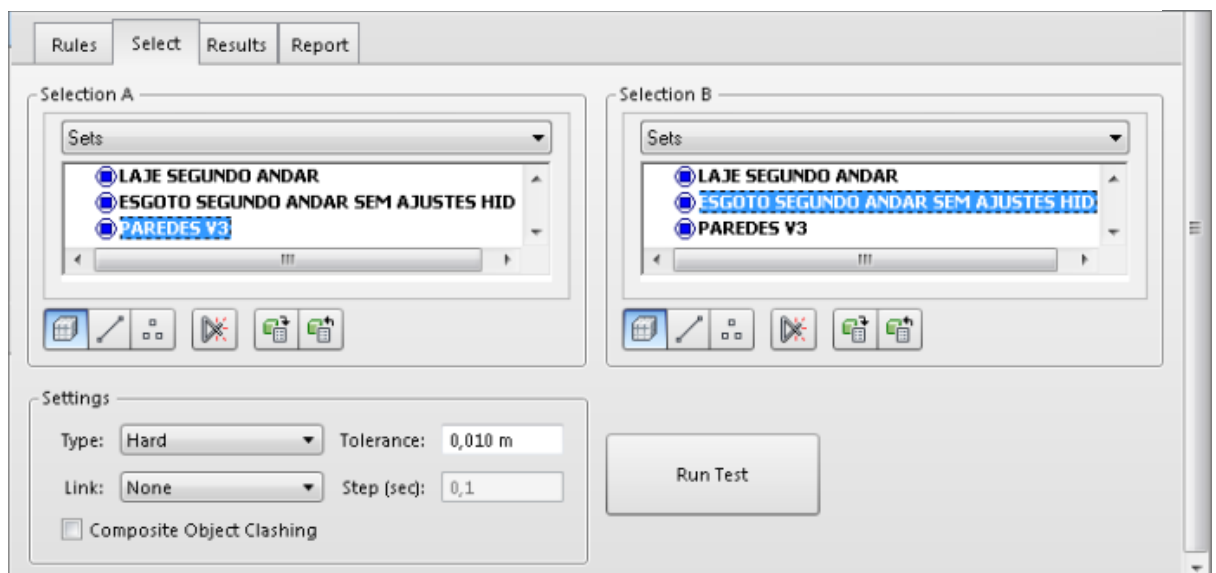 Rules Select Results Report
Selection A
Sets
LAJE SEGUNDO ANDAR
ESGOTO SEGUNDO ANDAR SEM AJUSTES HID
PAREDES V3
Selection B
Sets
LAJE SEGUNDO ANDAR
ESGOTO SEGUNDO ANDAR SEM AJUSTES HID
PAREDES V3
Settings
Type: Hard Tolerance: 0,010 m
Link: None Step (sec): 0,1
Composite Object Clashing
Run Test